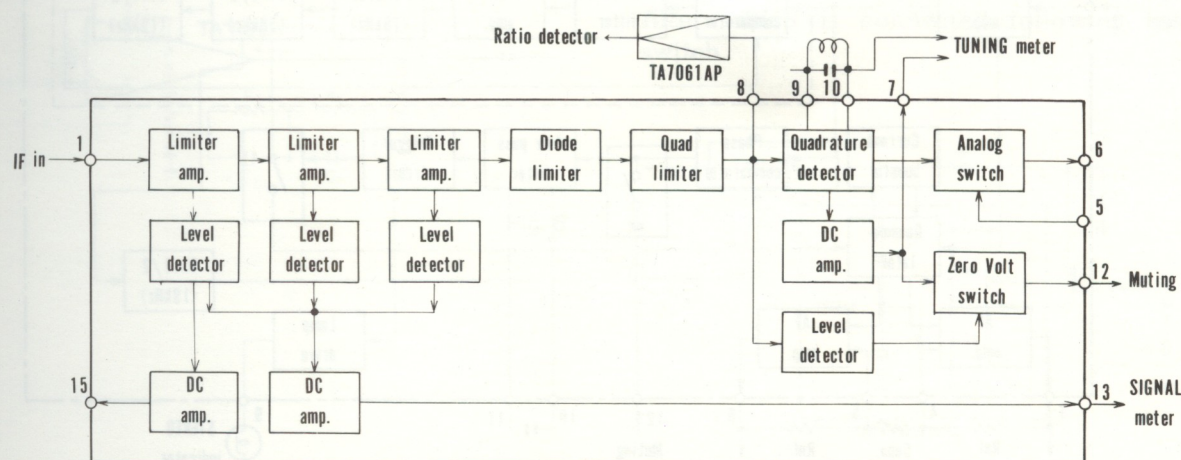 Ratio detector
TA7061AP
TUNING meter
8
9
10
7
1
IF in
Limiter
amp.
Limiter
amp.
Limiter
amp.
Diode
limiter
Quad
limiter
Quadrature
detector
Analog
switch
6
5
Level
detector
Level
detector
Level
detector
DC
amp.
Zero Volt
switch
12
Muting
Level
detector
15
DC
amp.
DC
amp.
13
SIGNAL
meter